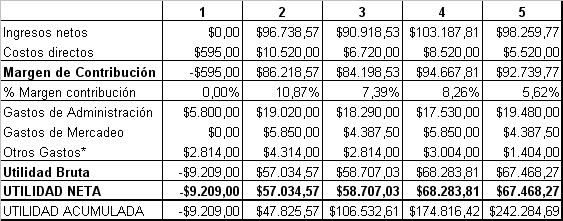 1 2 3 4 5
Ingresos netos $0,00 $96.738,57 $90.918,53 $103.187,81 $98.259,77
Costos directos $595,00 $10.520,00 $6.720,00 $8.520,00 $5.520,00
Margen de Contribución -$595,00 $86.218,57 $84.198,53 $94.667,81 $92.739,77
% Margen contribución 0,00% 10,87% 7,39% 8,26% 5,62%
Gastos de Administración $5.800,00 $19.020,00 $18.290,00 $17.530,00 $19.480,00
Gastos de Mercadeo $0,00 $5.850,00 $4.387,50 $5.850,00 $4.387,50
Otros Gastos* $2.814,00 $4.314,00 $2.814,00 $3.004,00 $1.404,00
Utilidad Bruta -$9.209,00 $57.034,57 $58.707,03 $68.283,81 $67.468,27
UTILIDAD NETA -$9.209,00 $57.034,57 $58.707,03 $68.283,81 $67.468,27
UTILIDAD ACUMULADA -$9.209,00 $47.825,57 $106.532,61 $174.816,42 $242.284,69